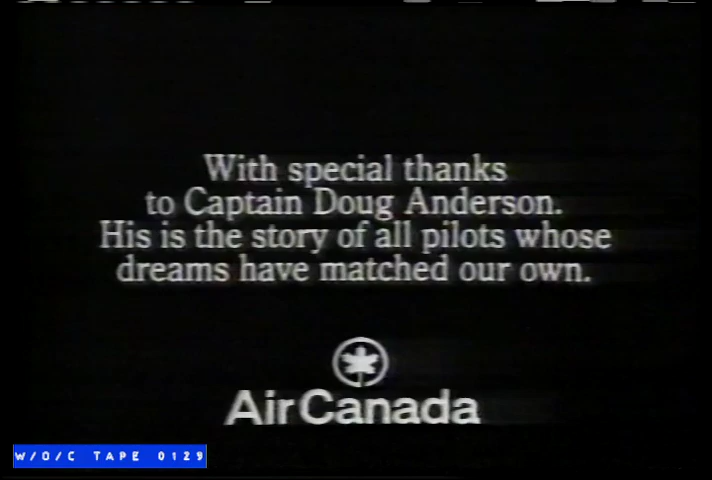 With special thanks
to Captain Doug Anderson.
His is the story of all pilots whose
dreams have matched our own.
Air Canada
W/O/C TAPE 0129